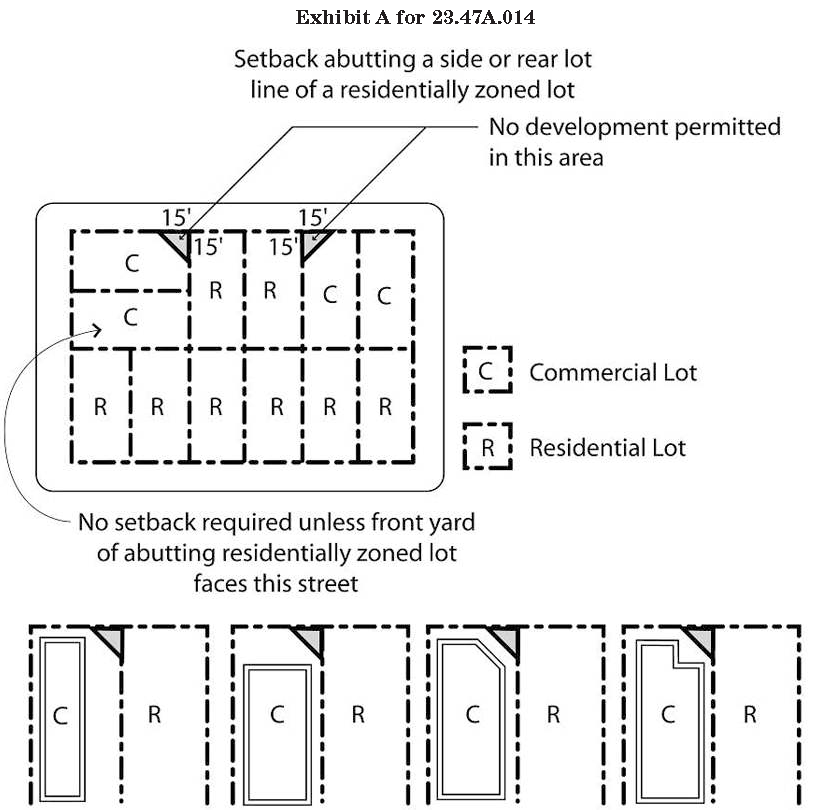 Exhibit A for 23.47A.014
Setback abutting a side or rear lot
line of a residentially zoned lot
No development permitted
in this area
15' 15'
15' 15'
C R R C C
C
R R R R R R
C Commercial Lot
R Residential Lot
No setback required unless front yard
of abutting residentially zoned lot
faces this street
C R C R C R C R